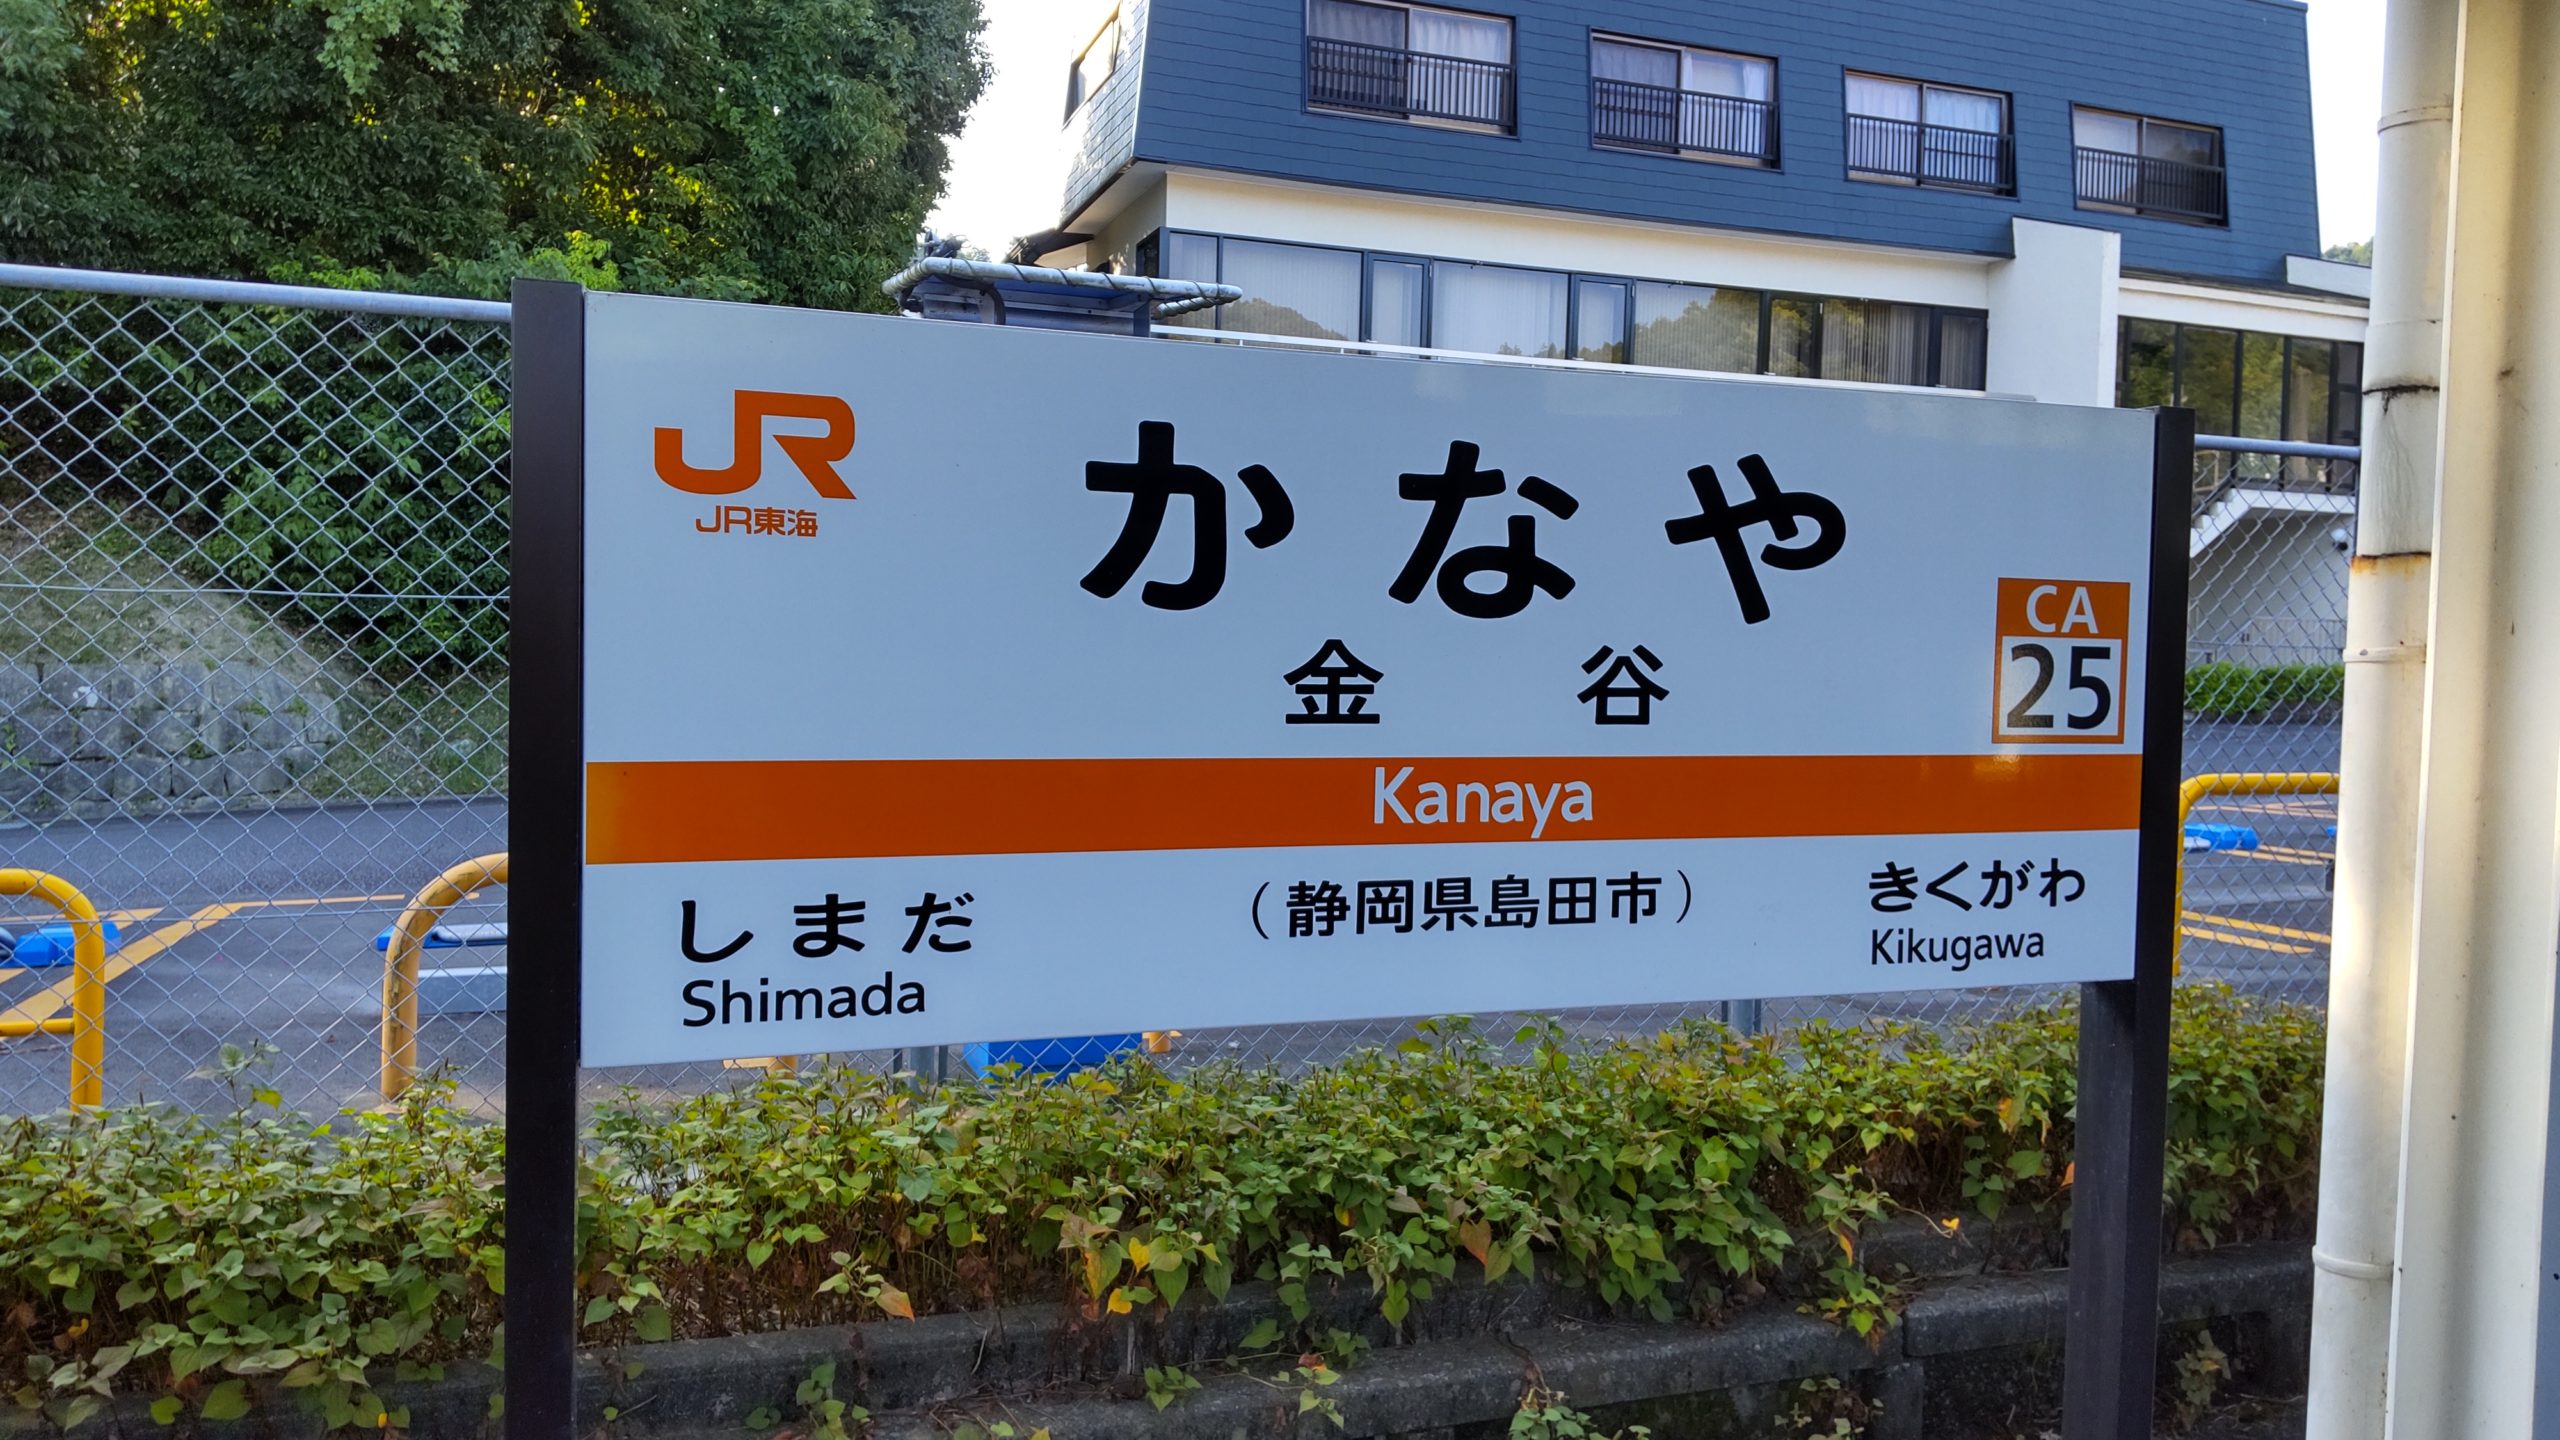 JR
JR東海
かなや
金谷
CA
25
Kanaya
しまだ
Shimada
(静岡県島田市)
きくがわ
Kikugawa